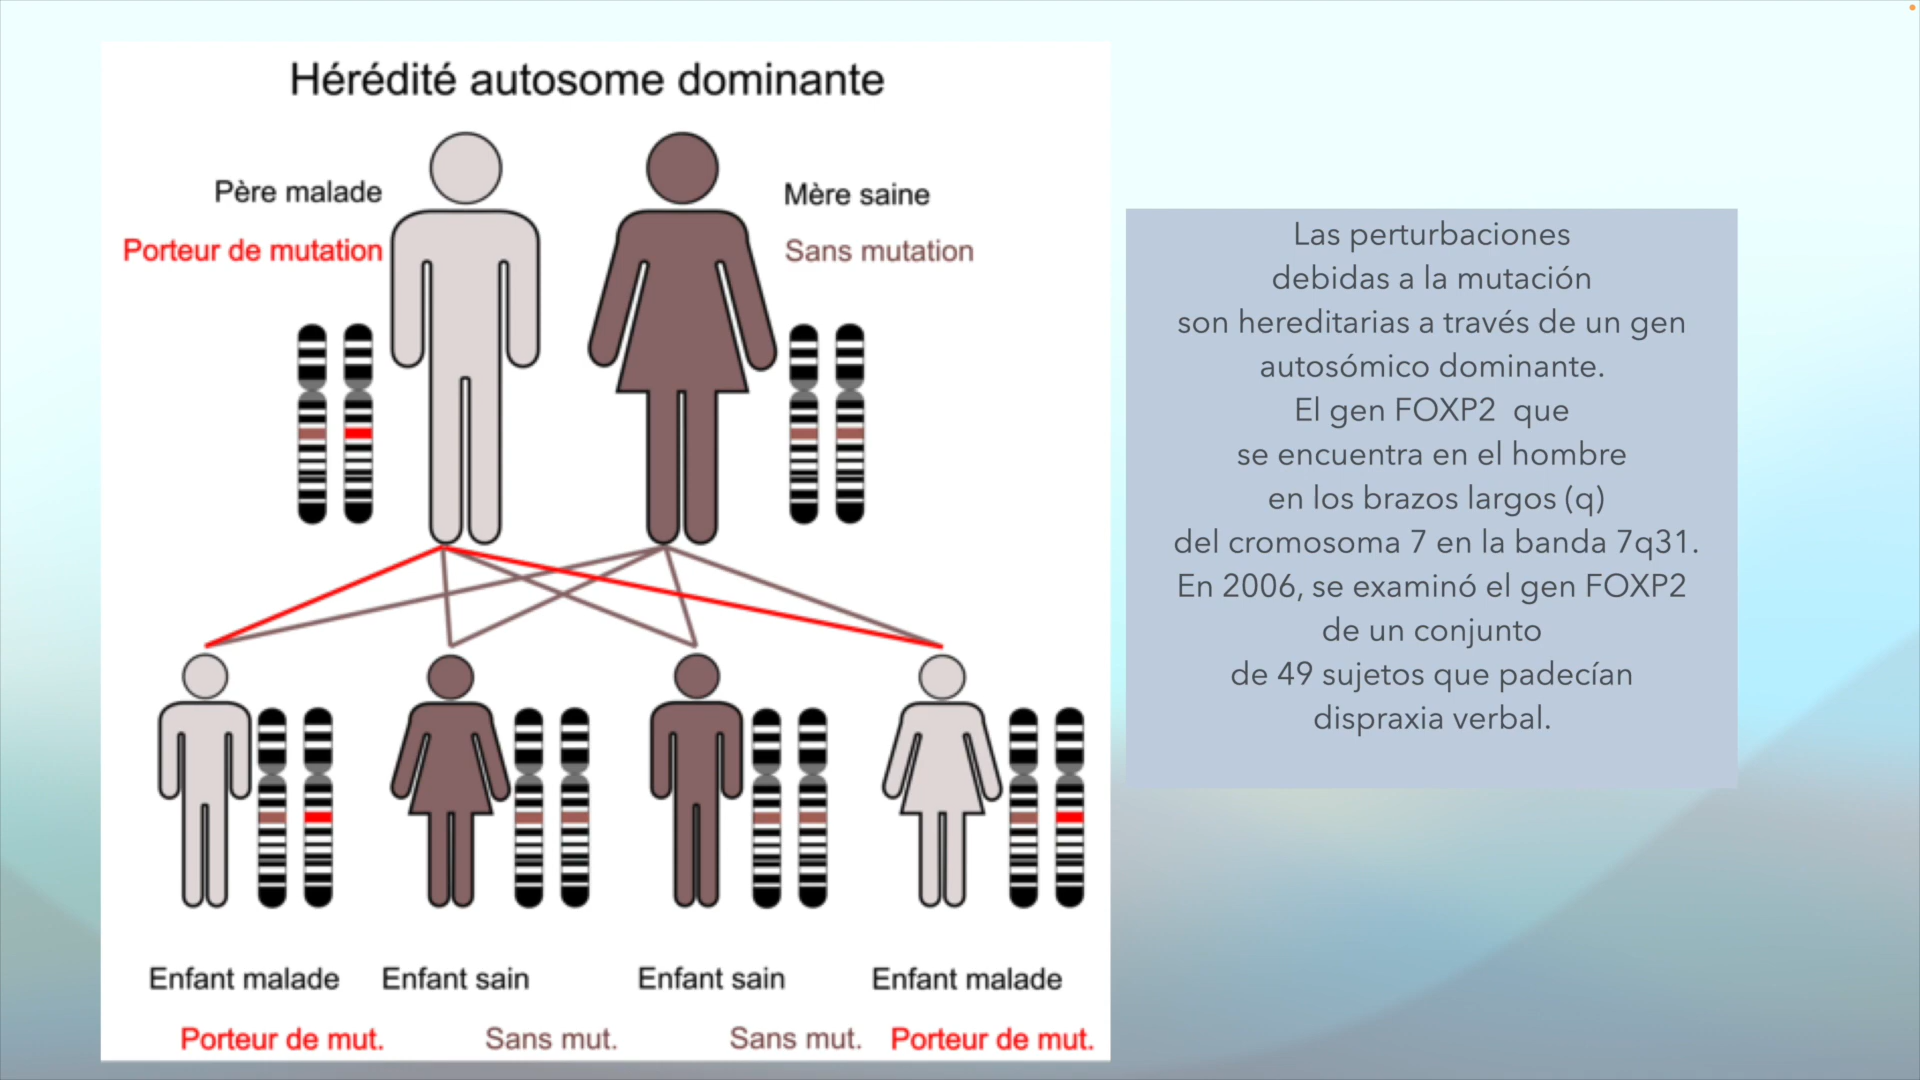 Hérédité autosome dominante
Père malade
Porteur de mutation
Mère saine
Sans mutation
Enfant malade
Porteur de mut.
Enfant sain
Sans mut.
Enfant sain
Sans mut.
Enfant malade
Porteur de mut.
Las perturbaciones
debidas a la mutación
son hereditarias a través de un gen
autosómico dominante.
El gen FOXP2 que
se encuentra en el hombre
en los brazos largos (q)
del cromosoma 7 en la banda 7q31.
En 2006, se examinó el gen FOXP2
de un conjunto
de 49 sujetos que padecían
dispraxia verbal.